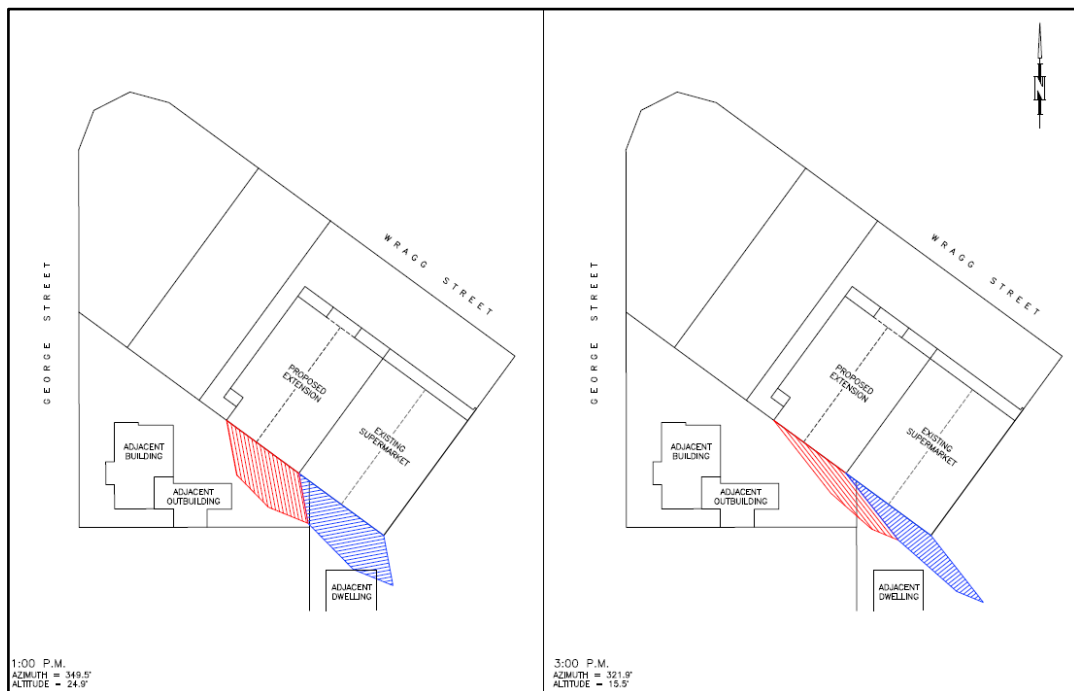 N
WRAGG STREET
GEORGE STREET
PROPOSED
EXTENSION
EXISTING
SUPERMARKET
ADJACENT
BUILDING
ADJACENT
OUTBUILDING
ADJACENT
DWELLING
1:00 P.M.
AZIMUTH = 349.5°
ALTITUDE = 24.9°
WRAGG STREET
GEORGE STREET
PROPOSED
EXTENSION
EXISTING
SUPERMARKET
ADJACENT
BUILDING
ADJACENT
OUTBUILDING
ADJACENT
DWELLING
3:00 P.M.
AZIMUTH = 321.9°
ALTITUDE = 15.5°